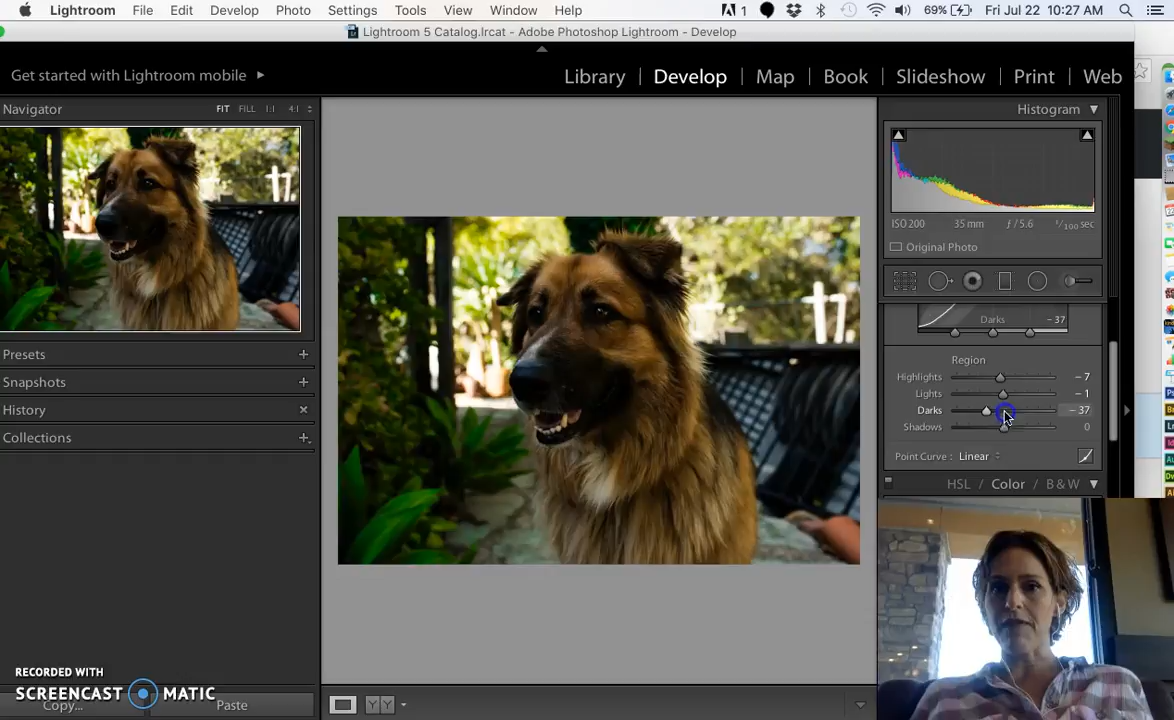 Lightroom File Edit Develop Photo Settings Tools View Window Help 1 69% Fri Jul 22 10:27 AM
Lightroom 5 Catalog.lrcat - Adobe Photoshop Lightroom - Develop
Get started with Lightroom mobile
Library | Develop | Map | Book | Slideshow | Print | Web
Navigator FIT FILL 1:1 4:1
Histogram
ISO 200 35 mm ƒ / 5.6 1/100 sec
Original Photo
Darks - 37
Region
Highlights - 7
Lights - 1
Darks - 37
Shadows 0
Point Curve : Linear
HSL / Color / B & W
Presets
Snapshots
History
Collections
RECORDED WITH
SCREENCAST MATIC
Copy... Paste